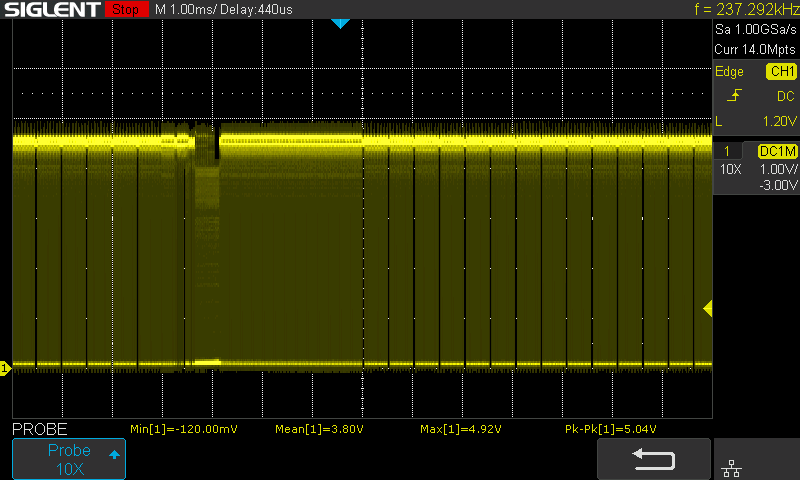 SIGLENT Stop M 1.00ms/ Delay:440us f = 237.292kHz
Sa 1.00GSa/s
Curr 14.0Mpts
Edge CH1
DC
L 1.20V
1 DC1M
10X 1.00V/
-3.00V
1
PROBE Min[1]=-120.00mV Mean[1]=3.80V Max[1]=4.92V Pk-Pk[1]=5.04V
Probe
10X